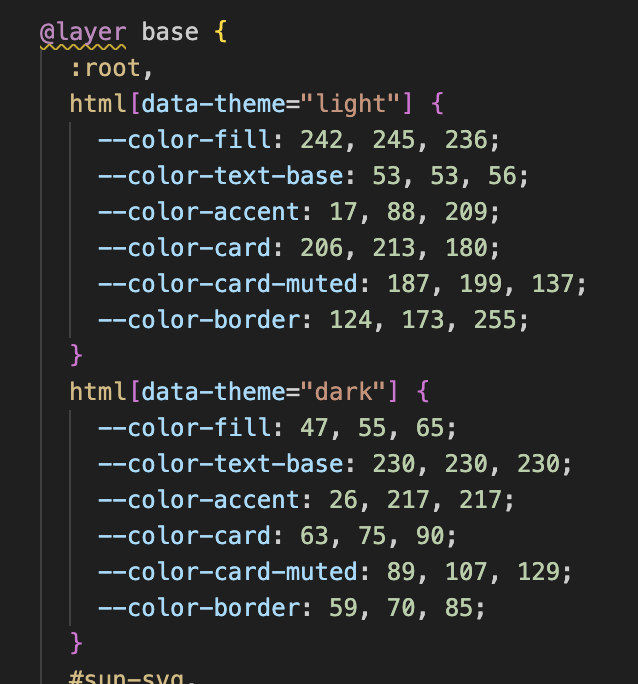 @layer base {
:root,
html[data-theme="light"] {
--color-fill: 242, 245, 236;
--color-text-base: 53, 53, 56;
--color-accent: 17, 88, 209;
--color-card: 206, 213, 180;
--color-card-muted: 187, 199, 137;
--color-border: 124, 173, 255;
}
html[data-theme="dark"] {
--color-fill: 47, 55, 65;
--color-text-base: 230, 230, 230;
--color-accent: 26, 217, 217;
--color-card: 63, 75, 90;
--color-card-muted: 89, 107, 129;
--color-border: 59, 70, 85;
}
#sun-svg,